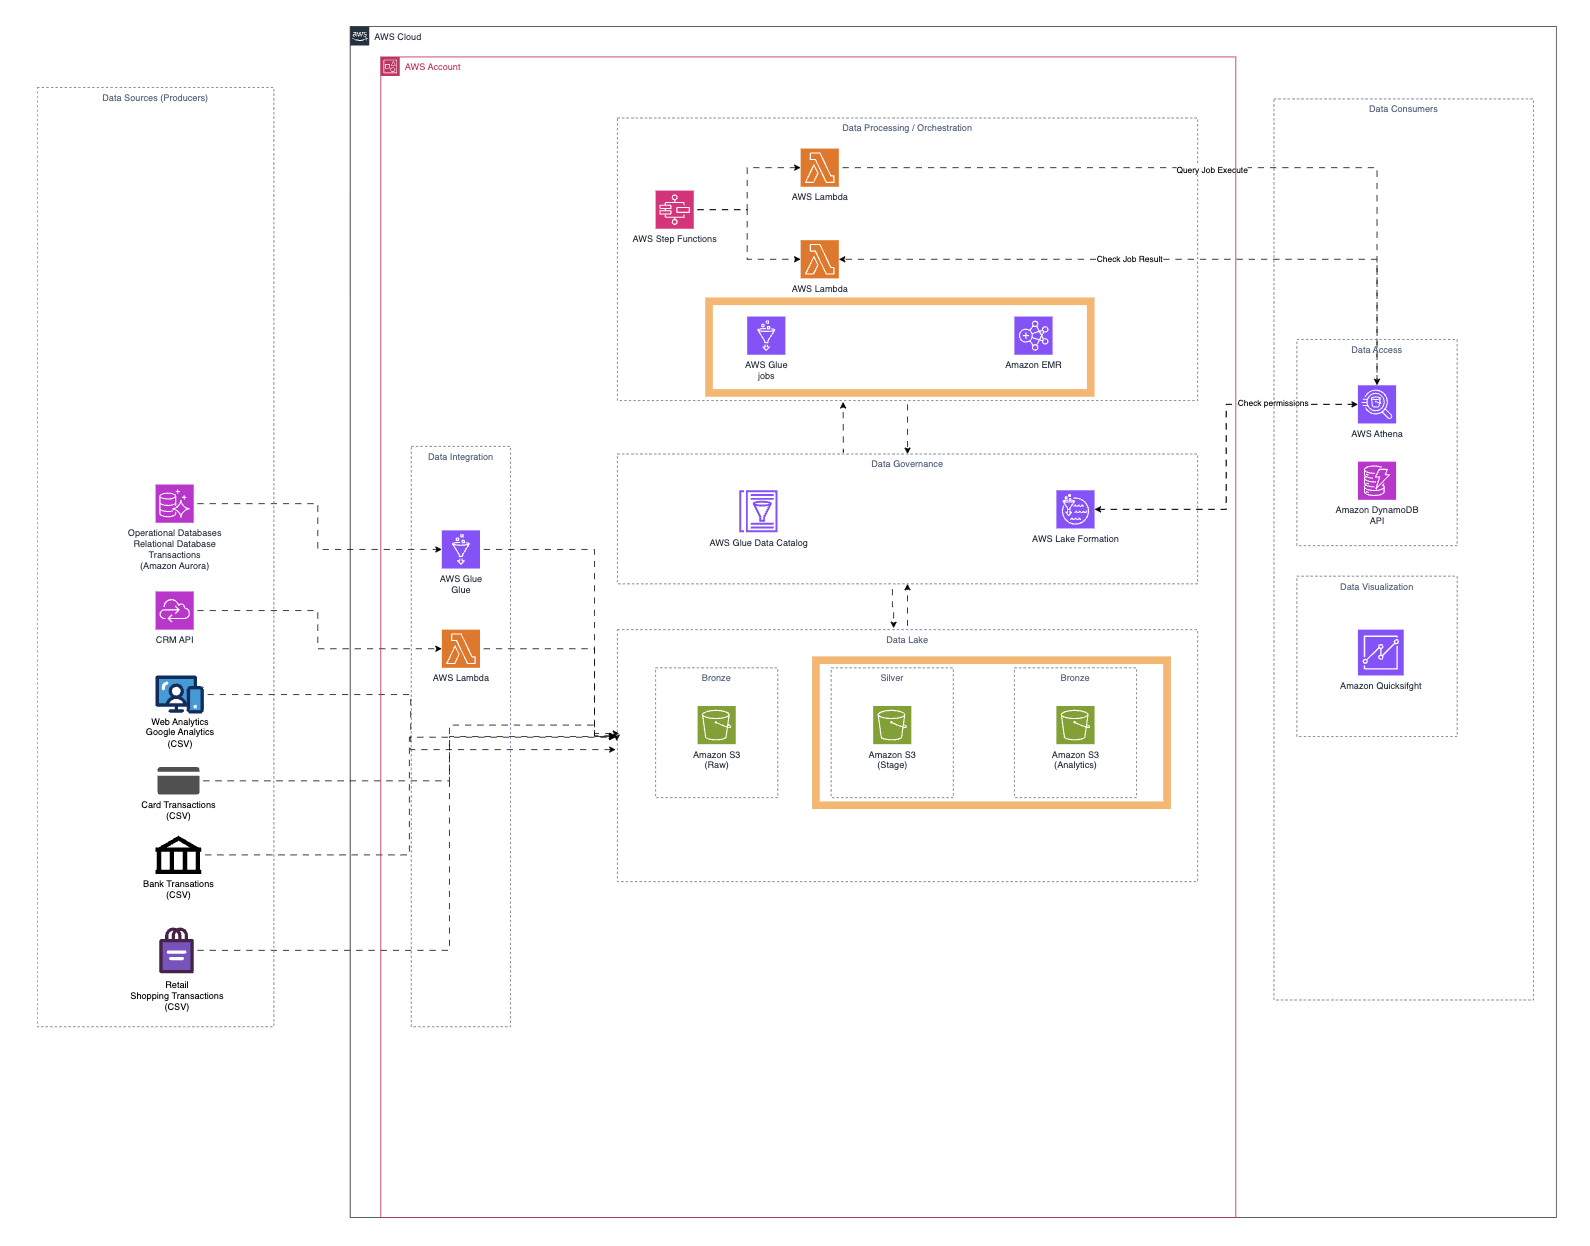 AWS Cloud
AWS Account
Data Sources (Producers)
Operational Databases
Relational Database
Transactions
(Amazon Aurora)
CRM API
Web Analytics
Google Analytics
(CSV)
Card Transactions
(CSV)
Bank Transations
(CSV)
Retail
Shopping Transactions
(CSV)
Data Integration
AWS Glue
Glue
AWS Lambda
Data Processing / Orchestration
AWS Step Functions
AWS Lambda
AWS Lambda
AWS Glue
jobs
Amazon EMR
Query Job Execute
Check Job Result
Data Governance
AWS Glue Data Catalog
AWS Lake Formation
Check permissions
Data Lake
Bronze
Amazon S3
(Raw)
Silver
Amazon S3
(Stage)
Bronze
Amazon S3
(Analytics)
Data Consumers
Data Access
AWS Athena
Amazon DynamoDB
API
Data Visualization
Amazon Quicksifght